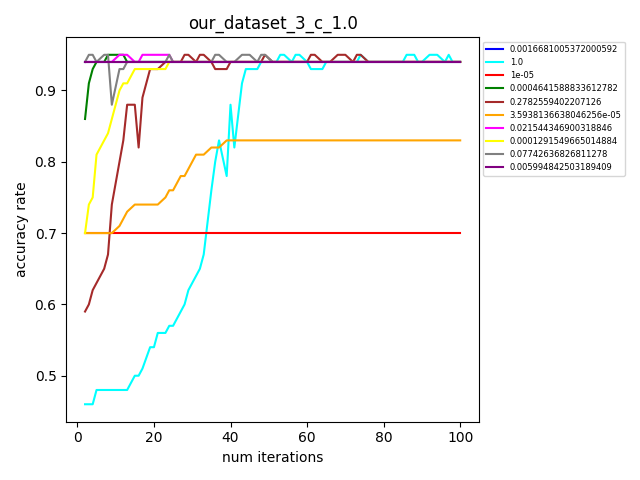 our_dataset_3_c_1.0
accuracy rate
0.9
0.8
0.7
0.6
0.5
0 20 40 60 80 100
num iterations
0.0016681005372000592
1.0
1e-05
0.0004641588833612782
0.2782559402207126
3.5938136638046256e-05
0.021544346900318846
0.0001291549665014884
0.07742636826811278
0.005994842503189409